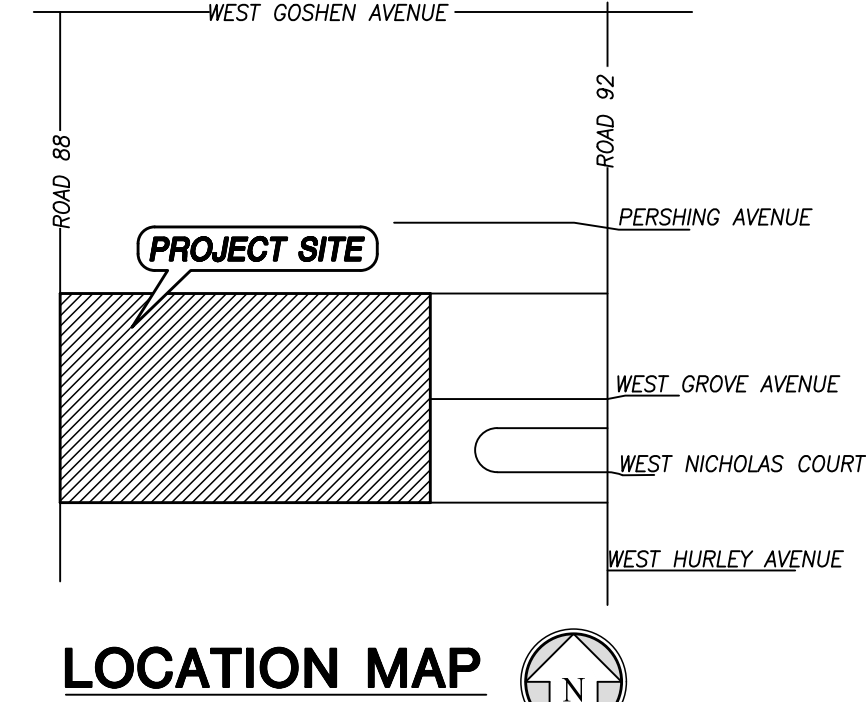 WEST GOSHEN AVENUE
ROAD 92
ROAD 88
PERSHING AVENUE
PROJECT SITE
WEST GROVE AVENUE
WEST NICHOLAS COURT
WEST HURLEY AVENUE
LOCATION MAP
N